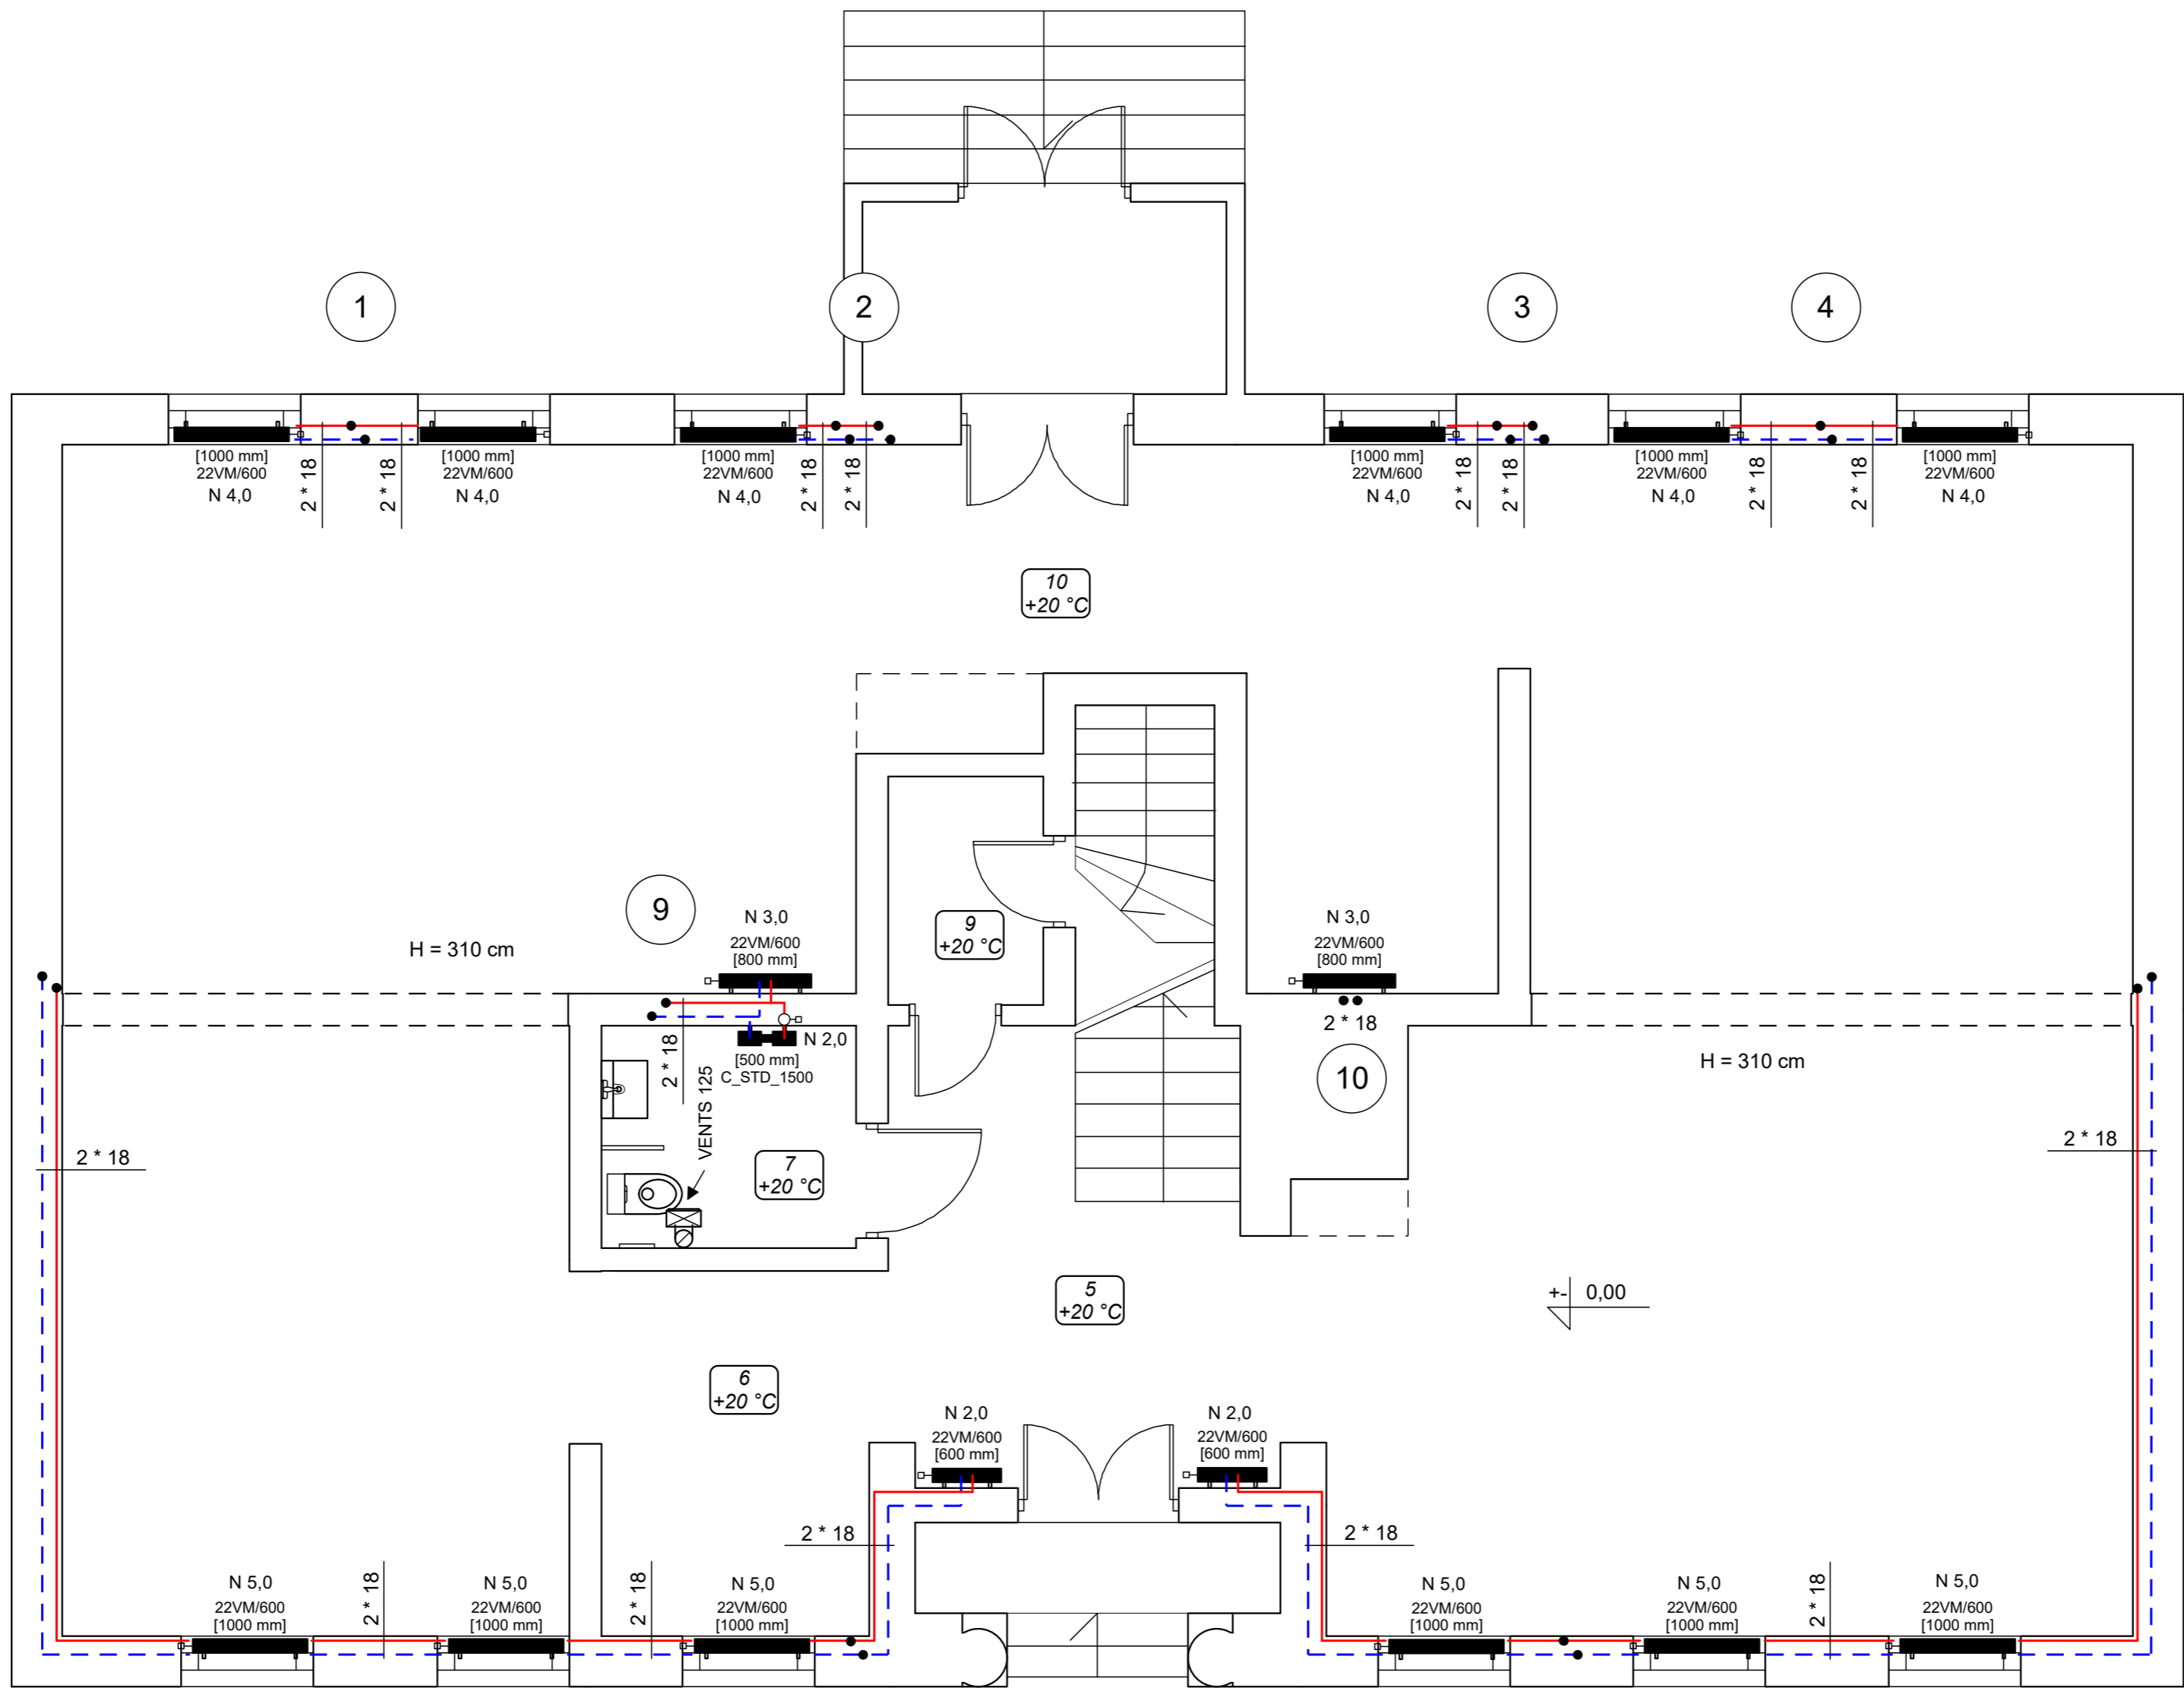 1
2
3
4
[1000 mm]
22VM/600
N 4,0
2 * 18
2 * 18
[1000 mm]
22VM/600
N 4,0
[1000 mm]
22VM/600
N 4,0
2 * 18
2 * 18
[1000 mm]
22VM/600
N 4,0
2 * 18
2 * 18
[1000 mm]
22VM/600
N 4,0
2 * 18
2 * 18
[1000 mm]
22VM/600
N 4,0
10
+20 °C
9
H = 310 cm
N 3,0
22VM/600
[800 mm]
9
+20 °C
N 3,0
22VM/600
[800 mm]
2 * 18
10
H = 310 cm
2 * 18
N 2,0
[500 mm]
C_STD_1500
VENTS 125
2 * 18
2 * 18
7
+20 °C
5
+20 °C
+- 0,00
6
+20 °C
N 2,0
22VM/600
[600 mm]
N 2,0
22VM/600
[600 mm]
2 * 18
2 * 18
N 5,0
22VM/600
[1000 mm]
2 * 18
N 5,0
22VM/600
[1000 mm]
2 * 18
N 5,0
22VM/600
[1000 mm]
N 5,0
22VM/600
[1000 mm]
N 5,0
22VM/600
[1000 mm]
2 * 18
N 5,0
22VM/600
[1000 mm]